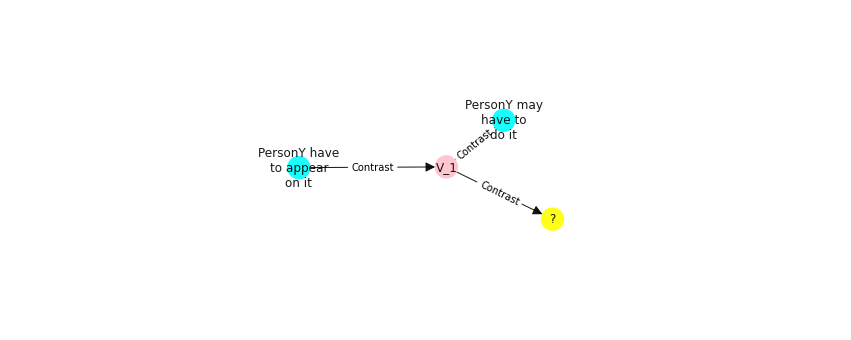 PersonY may
have to
do it
Contrast
PersonY have
to appear
on it
Contrast
V_1
Contrast
?